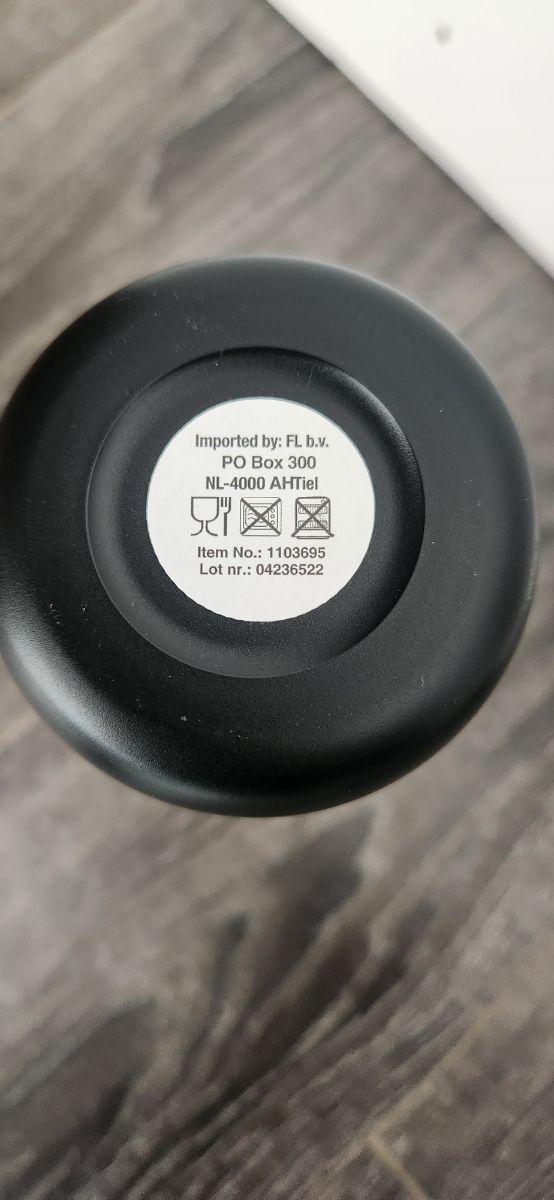 Imported by: FL b.v.
PO Box 300
NL-4000 AHTiel
Item No.: 1103695
Lot nr.: 04236522